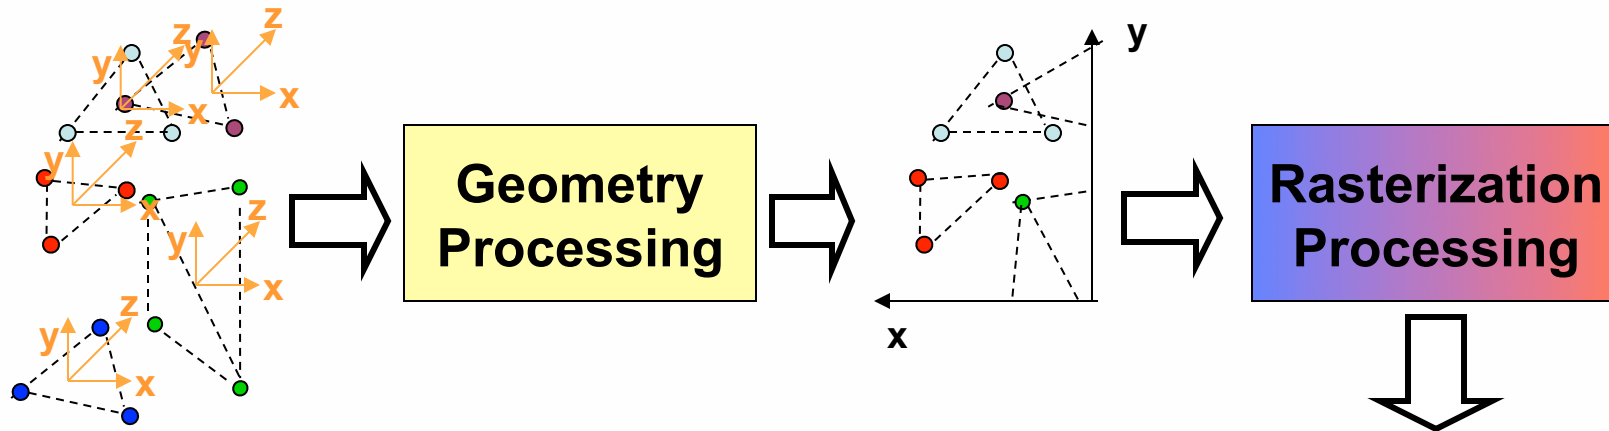 z
z
y
y
x
x
z
y
x
z
y
x
z
y
x
Geometry
Processing
y
x
Rasterization
Processing